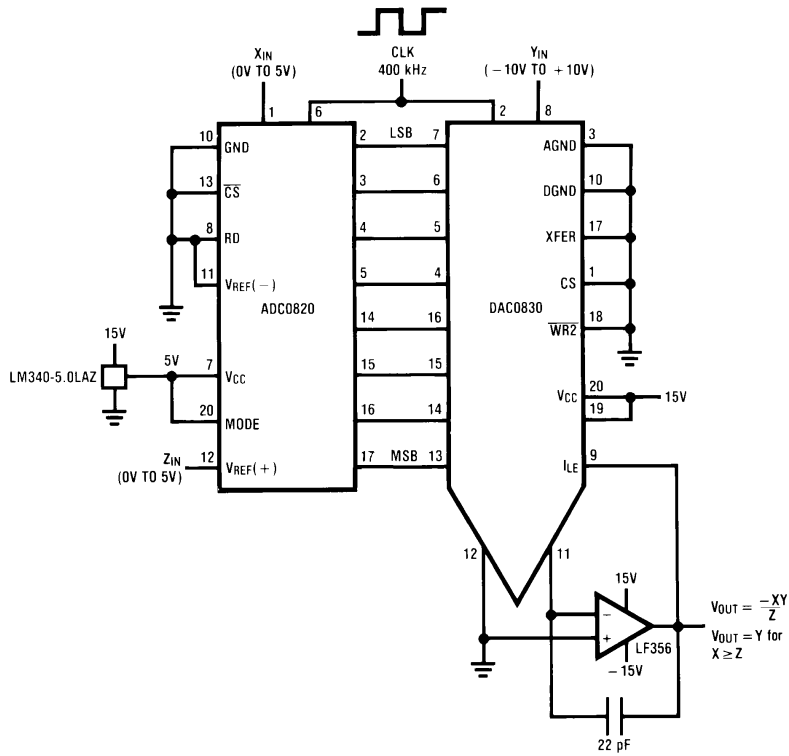 CLK
400 kHz
XIN
(0V TO 5V)
YIN
(−10V TO +10V)
1
6
2
8
10
GND
2
LSB
7
AGND
3
13
CS
3
6
DGND
10
8
RD
4
5
XFER
17
11
VREF(−)
5
4
CS
1
ADC0820
DAC0830
14
16
WR2
18
15V
15
15
LM340-5.0LAZ
5V
7
VCC
VCC
20
15V
19
20
MODE
16
14
ZIN
(0V TO 5V)
12
VREF(+)
17
MSB
13
ILE
9
12
11
15V
−
+
LF356
−15V
VOUT = −XY
Z
VOUT = Y for
X ≥ Z
22 pF